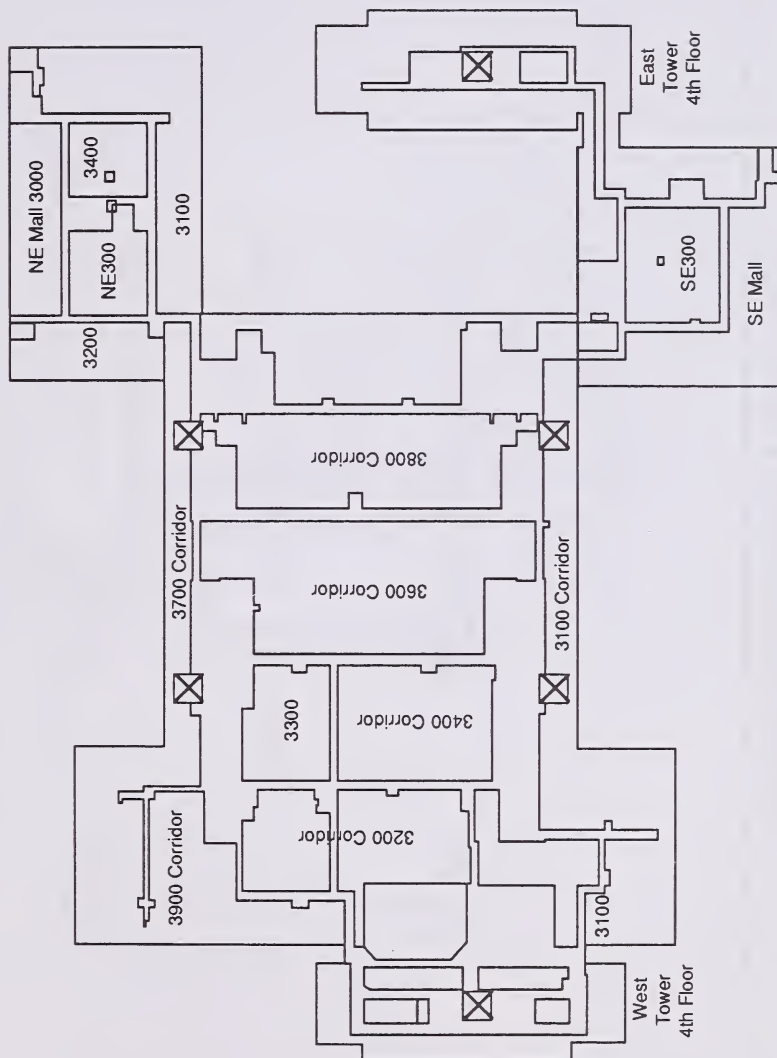 East
Tower
4th Floor
NE Mall 3000
3400
NE300
3100
3200
SE300
SE Mall
3800 Corridor
3700 Corridor
3600 Corridor
3100 Corridor
3300
3400 Corridor
3200 Corridor
3900 Corridor
3100
West
Tower
4th Floor